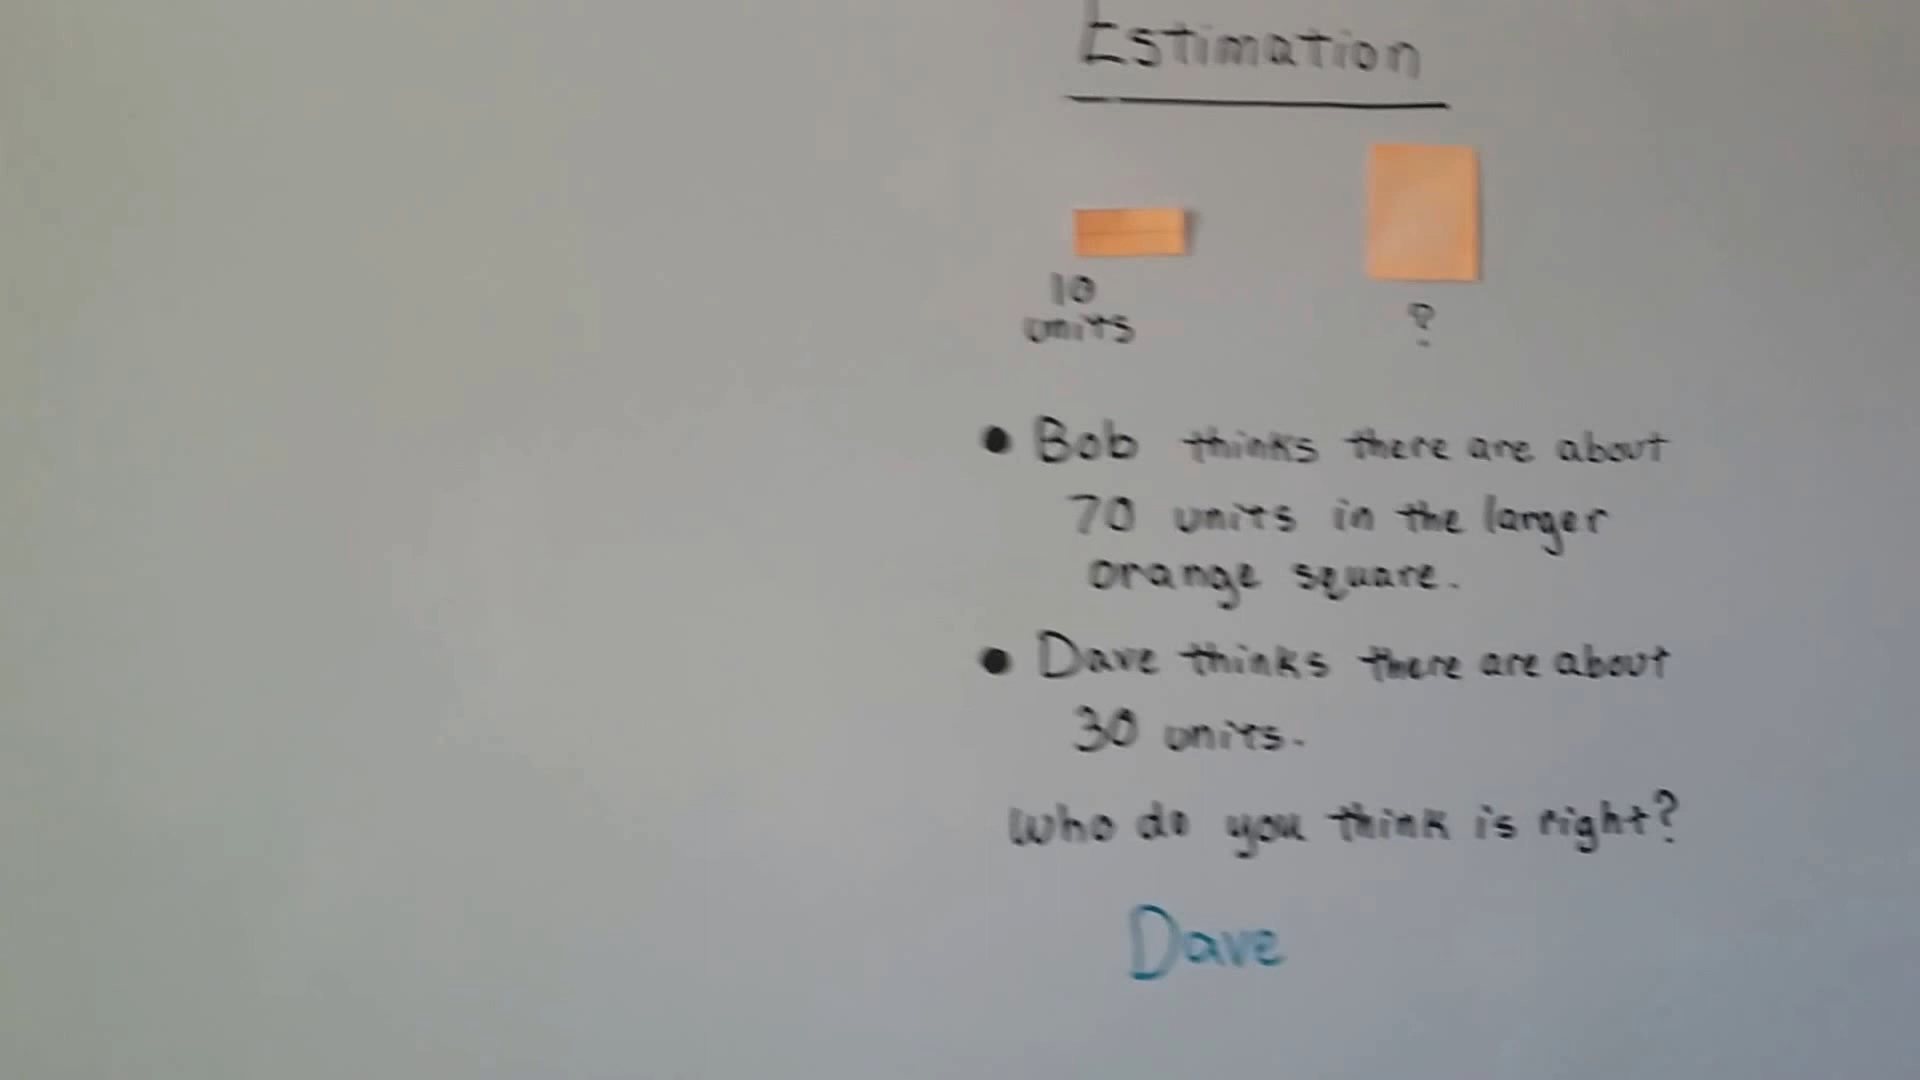 Estimation
10
units
?
• Bob thinks there are about
70 units in the larger
orange square.
• Dave thinks there are about
30 units.
Who do you think is right?
Dave